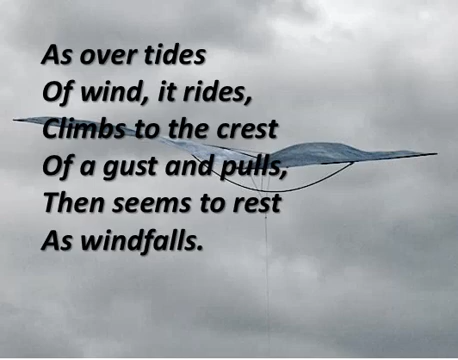 As over tides
Of wind, it rides,
Climbs to the crest
Of a gust and pulls,
Then seems to rest
As windfalls.